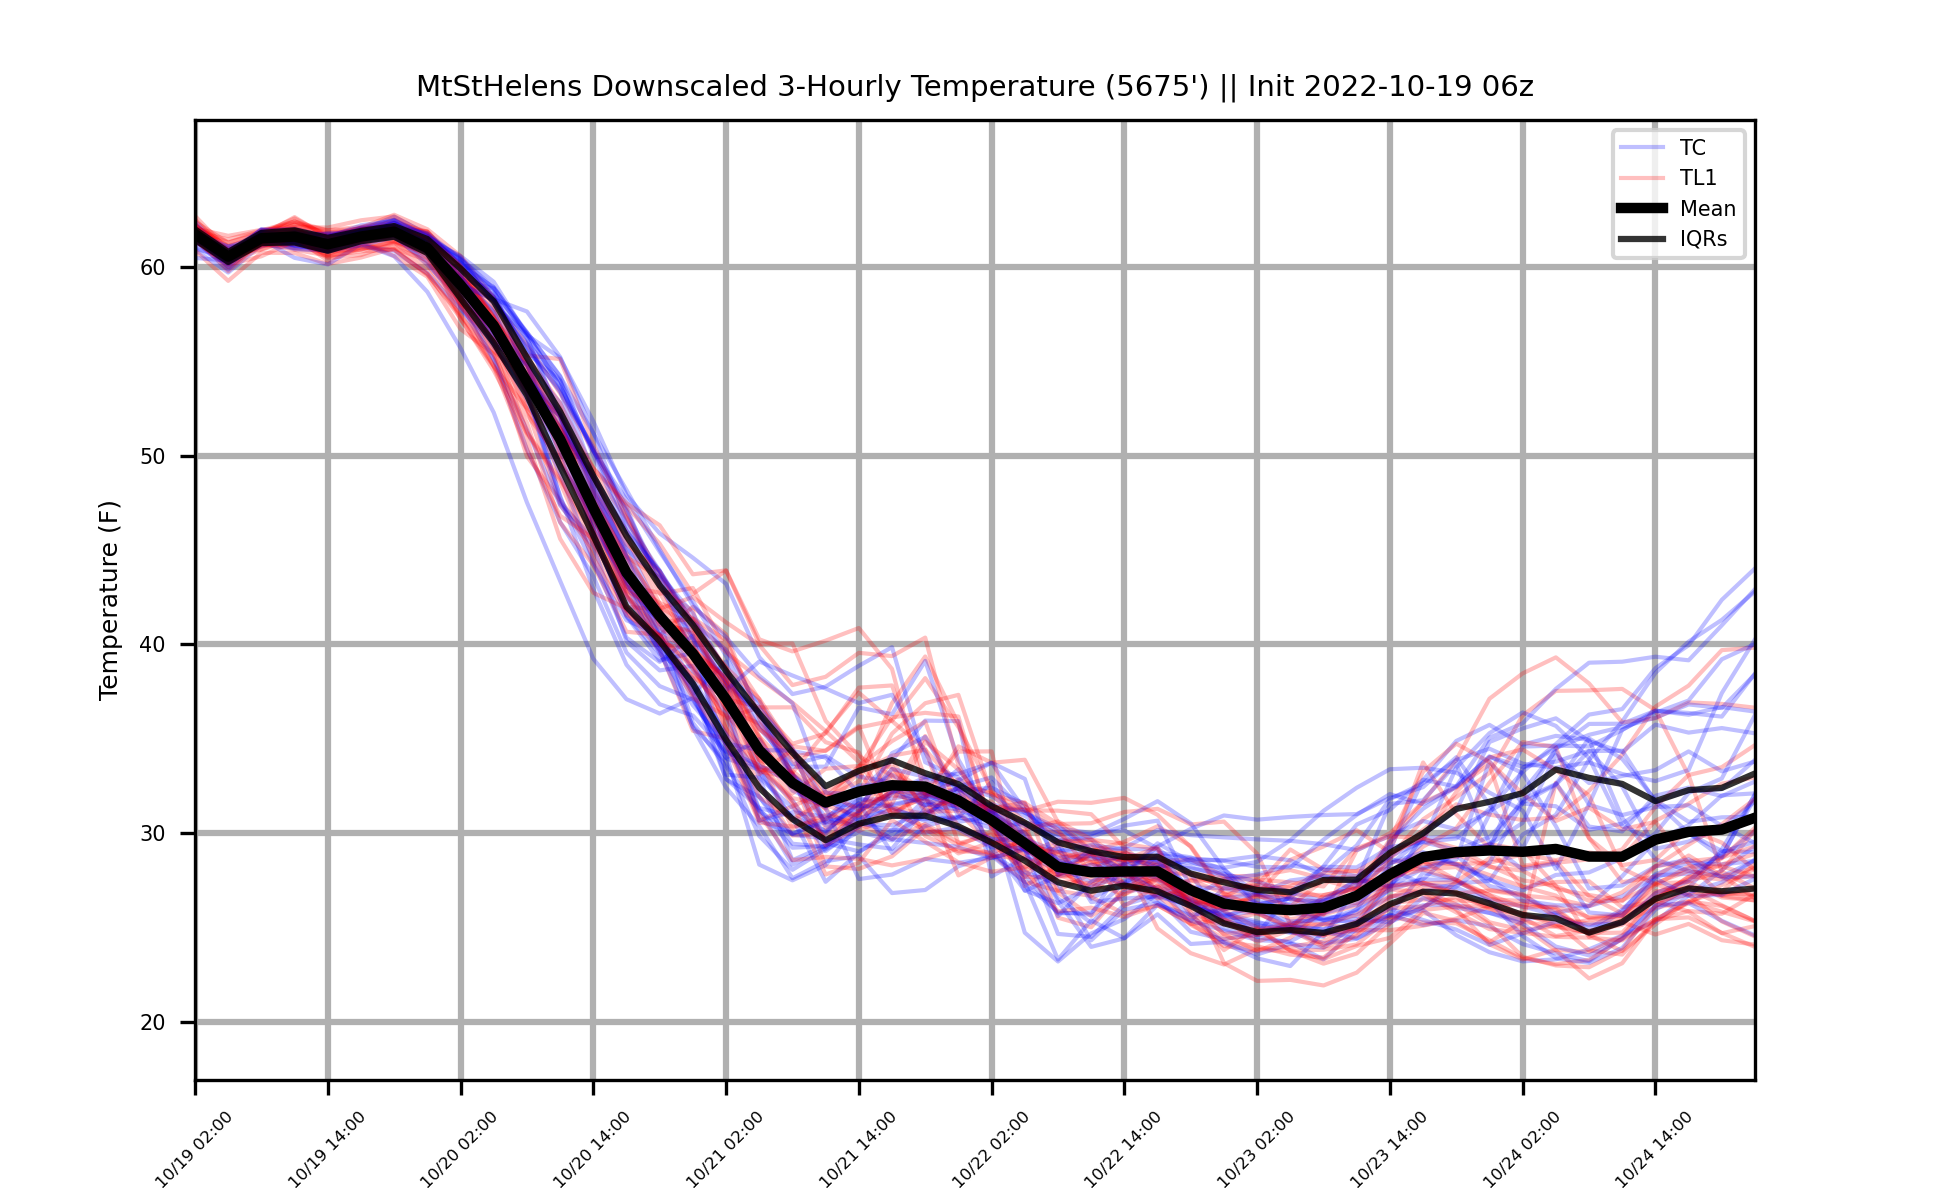 MtStHelens Downscaled 3-Hourly Temperature (5675') || Init 2022-10-19 06z
TC
TL1
Mean
IQRs
Temperature (F)
60
50
40
30
20
10/19 02:00
10/19 14:00
10/20 02:00
10/20 14:00
10/21 02:00
10/21 14:00
10/22 02:00
10/22 14:00
10/23 02:00
10/23 14:00
10/24 02:00
10/24 14:00